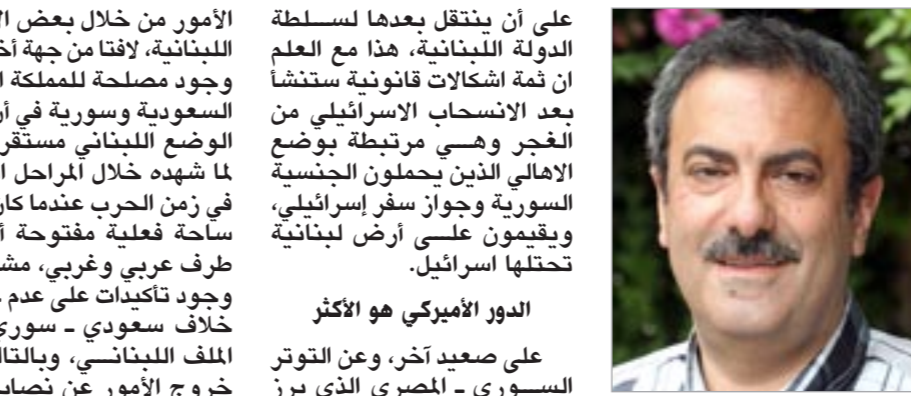 على أن ينتقل بعدها لسلطة
الدولة اللبنانية، هذا مع العلم
ان ثمة اشكالات قانونية ستنشأ
بعد الانسحاب الاسرائيلي من
الغجر وهي مرتبطة بوضع
الاهالي الذين يحملون الجنسية
السورية وجواز سفر إسرائيلي،
ويقيمون على أرض لبنانية
تحتلها اسرائيل.
الدور الأميركي هو الأكثر
على صعيد آخر، وعن التوتر
السوري ـ المصري الذي برز
الأمور من خلال بعض
اللبنانية، لافتا من جهة
وجود مصلحة للمملكة
السعودية وسورية في
الوضع اللبناني مستقر
لما شهده خلال المراحل
في زمن الحرب عندما
ساحة فعلية مفتوحة
طرف عربي وغربي،
وجود تأكيدات على عدم
خلاف سعودي ـ سوري
الملف اللبناني،
خروج الأمور عن